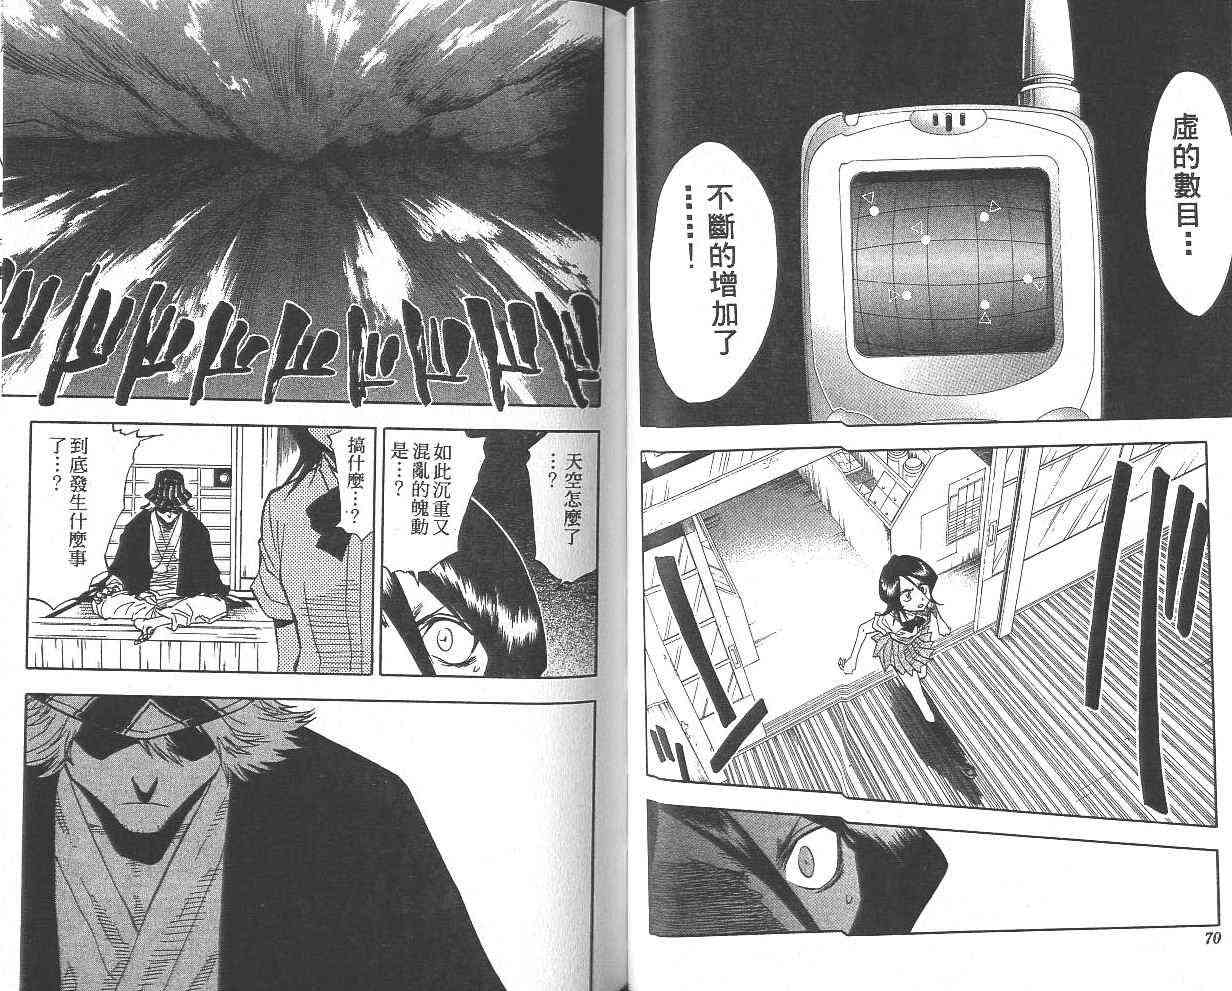 虛的數目…
不斷的增加了
………！
天空怎麼了
…？
如此沉重又
混亂的魄動
是…？
搞什麼…？
到底發生什麼事
了…？
70